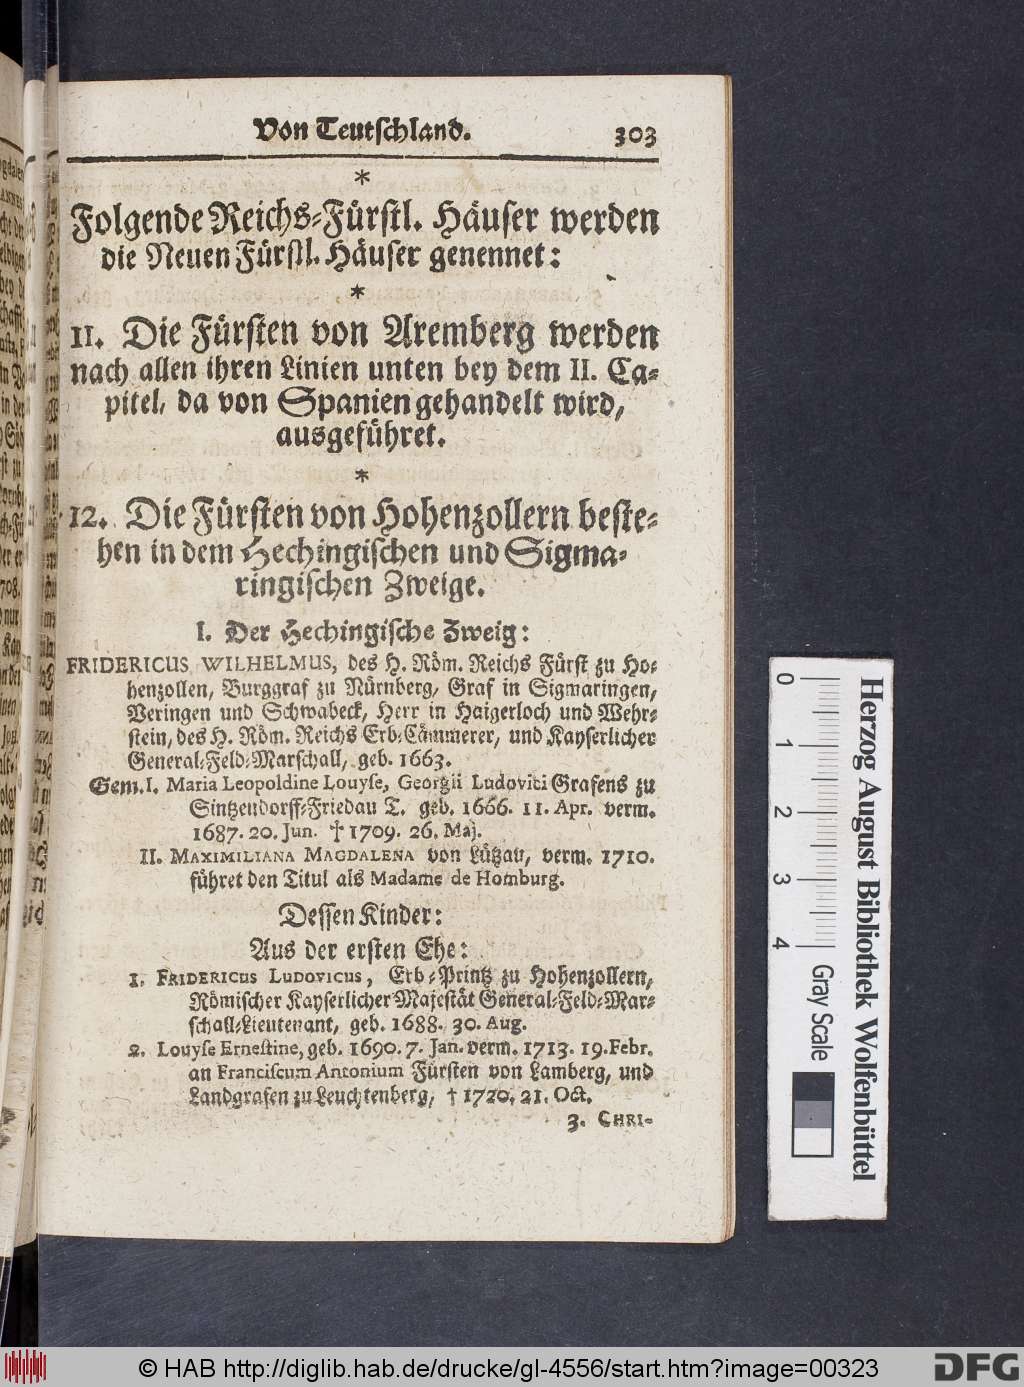 Von Teutschland. 303
*
Folgende Reichs-Fürstl. Häuser werden
die Neuen Fürstl. Häuser genennet:
*
11. Die Fürsten von Aremberg werden
nach allen ihren Linien unten bey dem II. Ca-
pitel, da von Spanien gehandelt wird,
ausgeführet.
*
12. Die Fürsten von Hohenzollern beste-
hen in dem Hechingischen und Sigma-
ringischen Zweige.
I. Der Hechingische Zweig:
FRIDERICUS WILHELMUS, des H. Röm. Reichs Fürst zu Ho-
henzollen, Burggraf zu Nürnberg, Graf in Sigmaringen,
Veringen und Schwabeck, Herr in Haigerloch und Wehr-
stein, des H. Röm. Reichs Erb-Cämmerer, und Kayserlicher
General-Feld-Marschall, geb. 1663.
Gem. I. Maria Leopoldine Louyse, Georgii Ludovici Grafens zu
Sintzendorff-Friedau T. geb. 1666. 11. Apr. verm.
1687. 20. Jun. † 1709. 26. Maj.
II. MAXIMILIANA MAGDALENA von Lützau, verm. 1710.
führet den Titul als Madame de Homburg.
Dessen Kinder:
Aus der ersten Ehe:
1. FRIDERICUS LUDOVICUS, Erb-Printz zu Hohenzollern,
Römischer Kayserlicher Majestät General-Feld-Mar-
schall-Lieutenant, geb. 1688. 30. Aug.
2. Louyse Ernestine, geb. 1690. 7. Jan. verm. 1713. 19. Febr.
an Franciscum Antonium Fürsten von Lamberg, und
Landgrafen zu Leuchtenberg, † 1720. 21. Oct.
3. CHRI-
0
1
2
3
4
Gray Scale
Herzog August Bibliothek Wolfenbüttel
© HAB http://diglib.hab.de/drucke/gl-4556/start.htm?image=00323
DFG